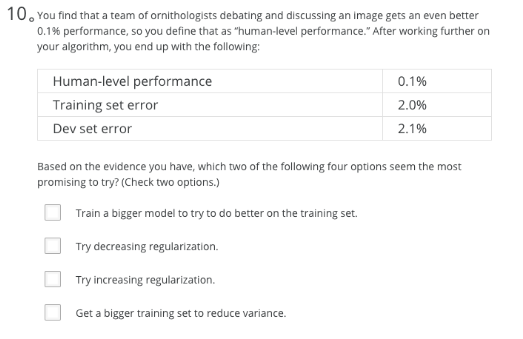 10. You find that a team of ornithologists debating and discussing an image gets an even better
0.1% performance, so you define that as "human-level performance." After working further on
your algorithm, you end up with the following:
Human-level performance 0.1%
Training set error 2.0%
Dev set error 2.1%
Based on the evidence you have, which two of the following four options seem the most
promising to try? (Check two options.)
Train a bigger model to try to do better on the training set.
Try decreasing regularization.
Try increasing regularization.
Get a bigger training set to reduce variance.